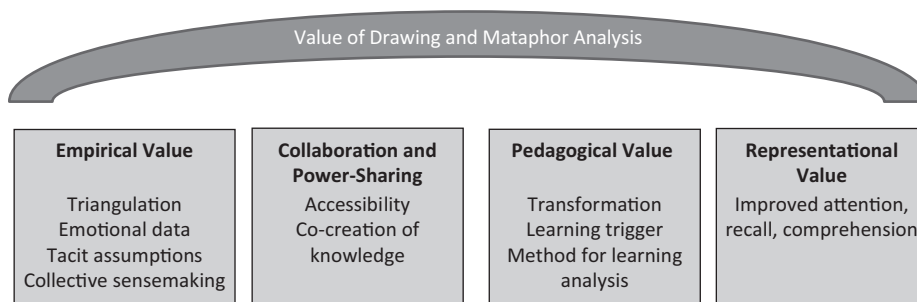 Value of Drawing and Mataphor Analysis
Empirical Value
Triangulation
Emotional data
Tacit assumptions
Collective sensemaking
Collaboration and
Power-Sharing
Accessibility
Co-creation of
knowledge
Pedagogical Value
Transformation
Learning trigger
Method for learning
analysis
Representational
Value
Improved attention,
recall, comprehension